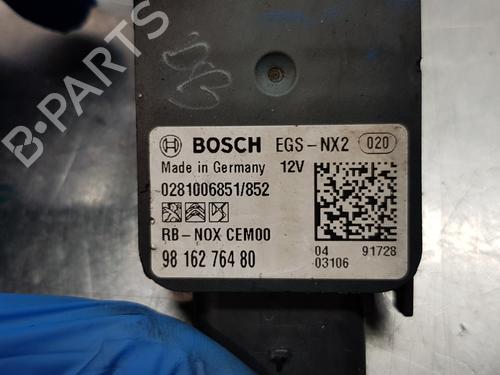 BOSCH EGS-NX2 020
Made in Germany 12V
0281006851/852
RB-NOX CEM00
98 162 764 80
04 91728
03106
B-PARTS